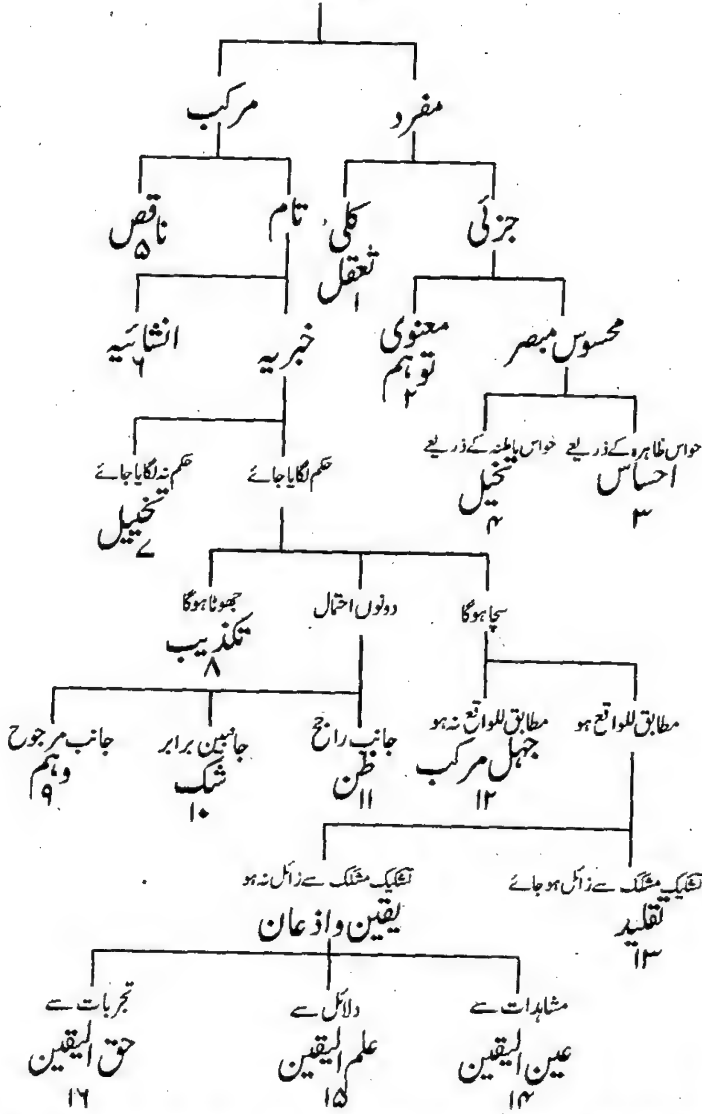 مفرد
مرکب
جزئی
کلی
تام
ناقص
تعقل
۱
۵
محسوس مبصر
معنوی
خبریہ
انشائیہ
توہم
۲
۶
حواس ظاہرہ کے ذریعے
حواس باطنہ کے ذریعے
حکم لگایا جائے
حکم نہ لگایا جائے
احساس
تخیل
تخییل
۳
۴
۷
سچا ہوگا
دونوں احتمال
جھوٹا ہوگا
تکذیب
۸
مطابق للواقع ہو
مطابق للواقع نہ ہو
جانب راجح
جانبین برابر
جانب مرجوح
جہل مرکب
ظن
شک
وہم
۱۲
۱۱
۱۰
۹
تشکیک مشکک سے زائل ہو جائے
تشکیک مشکک سے زائل نہ ہو
تقلید
یقین واذعان
۱۳
مشاہدات سے
دلائل سے
تجربات سے
عین الیقین
علم الیقین
حق الیقین
۱۴
۱۵
۱۶